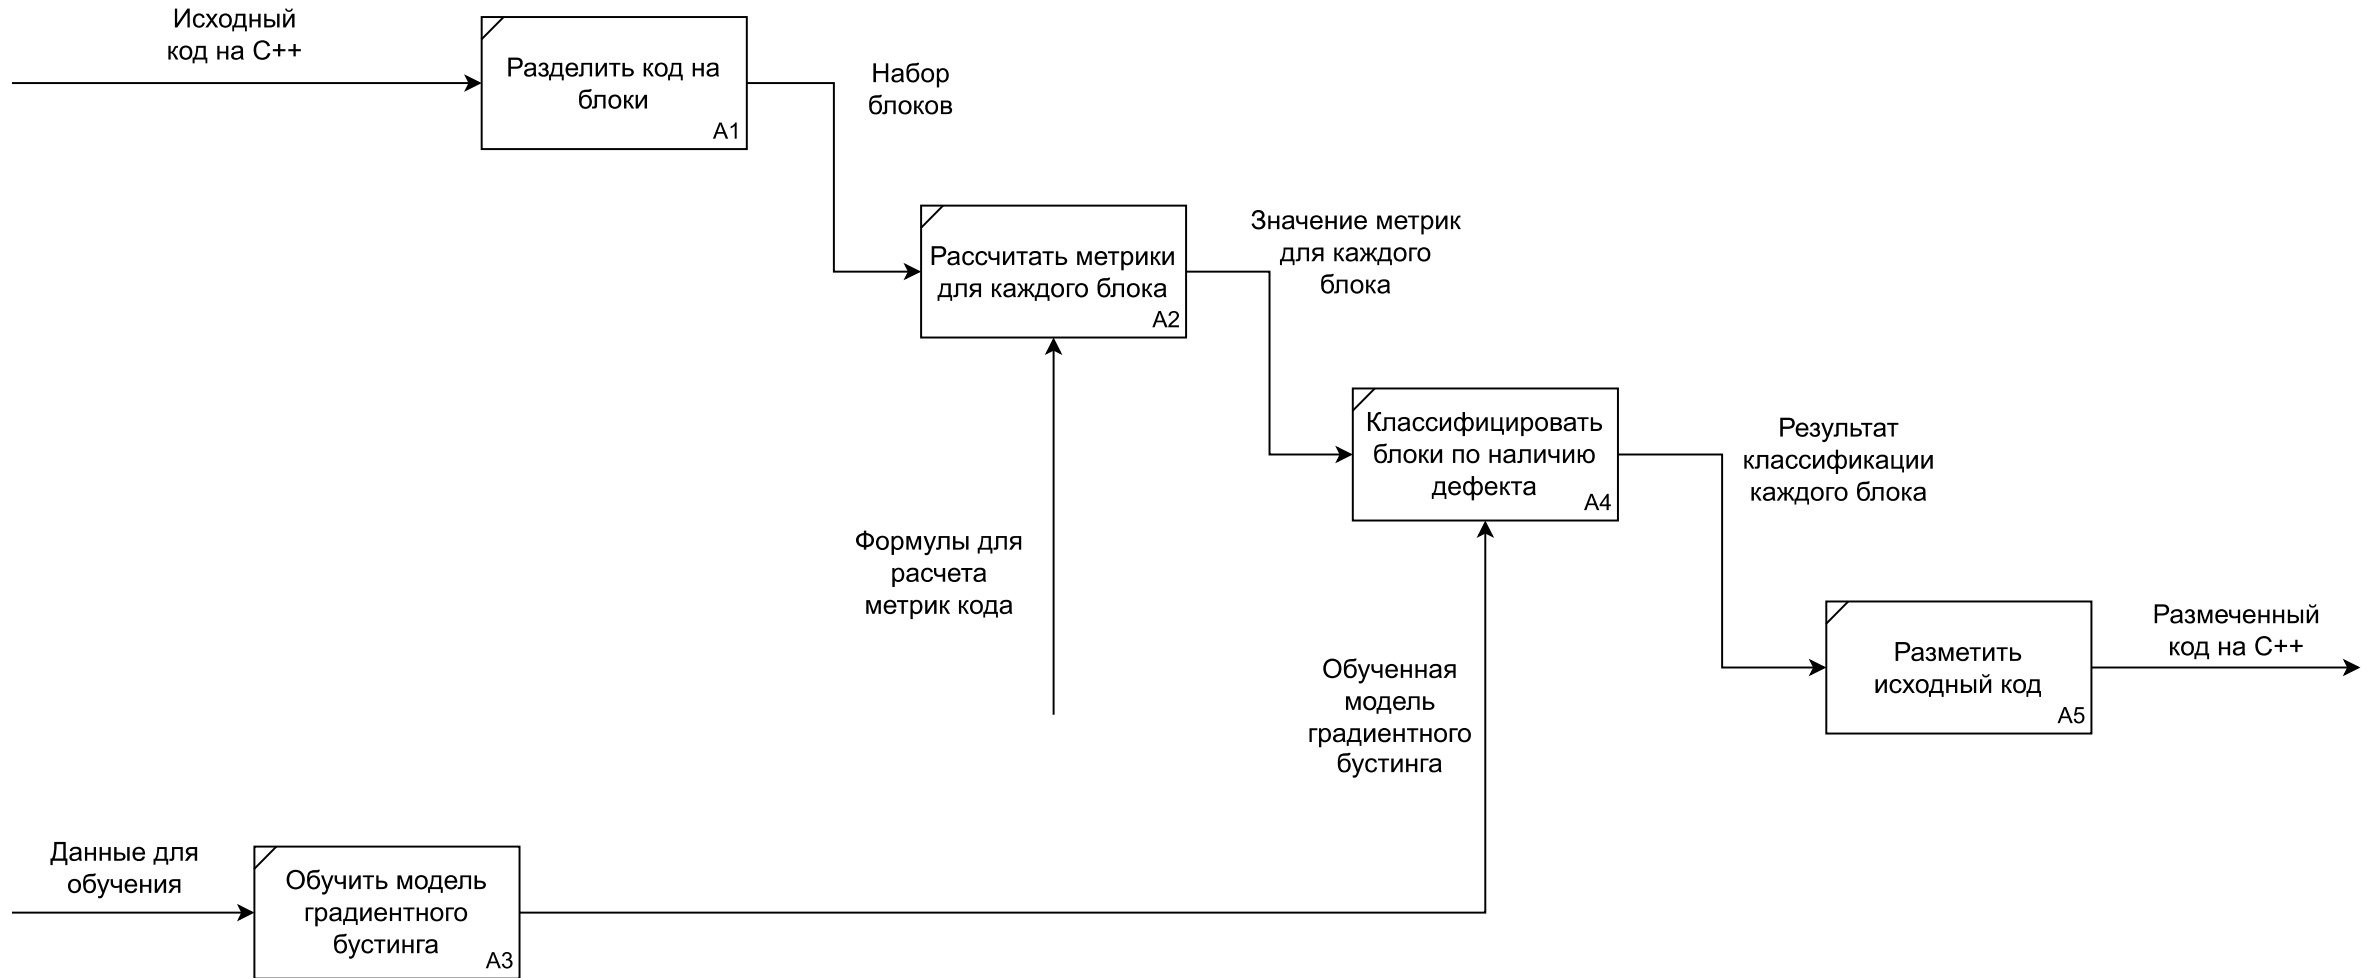 Исходный
код на C++
Разделить код на
блоки
A1
Набор
блоков
Рассчитать метрики
для каждого блока
A2
Значение метрик
для каждого
блока
Классифицировать
блоки по наличию
дефекта
A4
Результат
классификации
каждого блока
Формулы для
расчета
метрик кода
Обученная
модель
градиентного
бустинга
Разметить
исходный код
A5
Размеченный
код на C++
Данные для
обучения
Обучить модель
градиентного
бустинга
A3